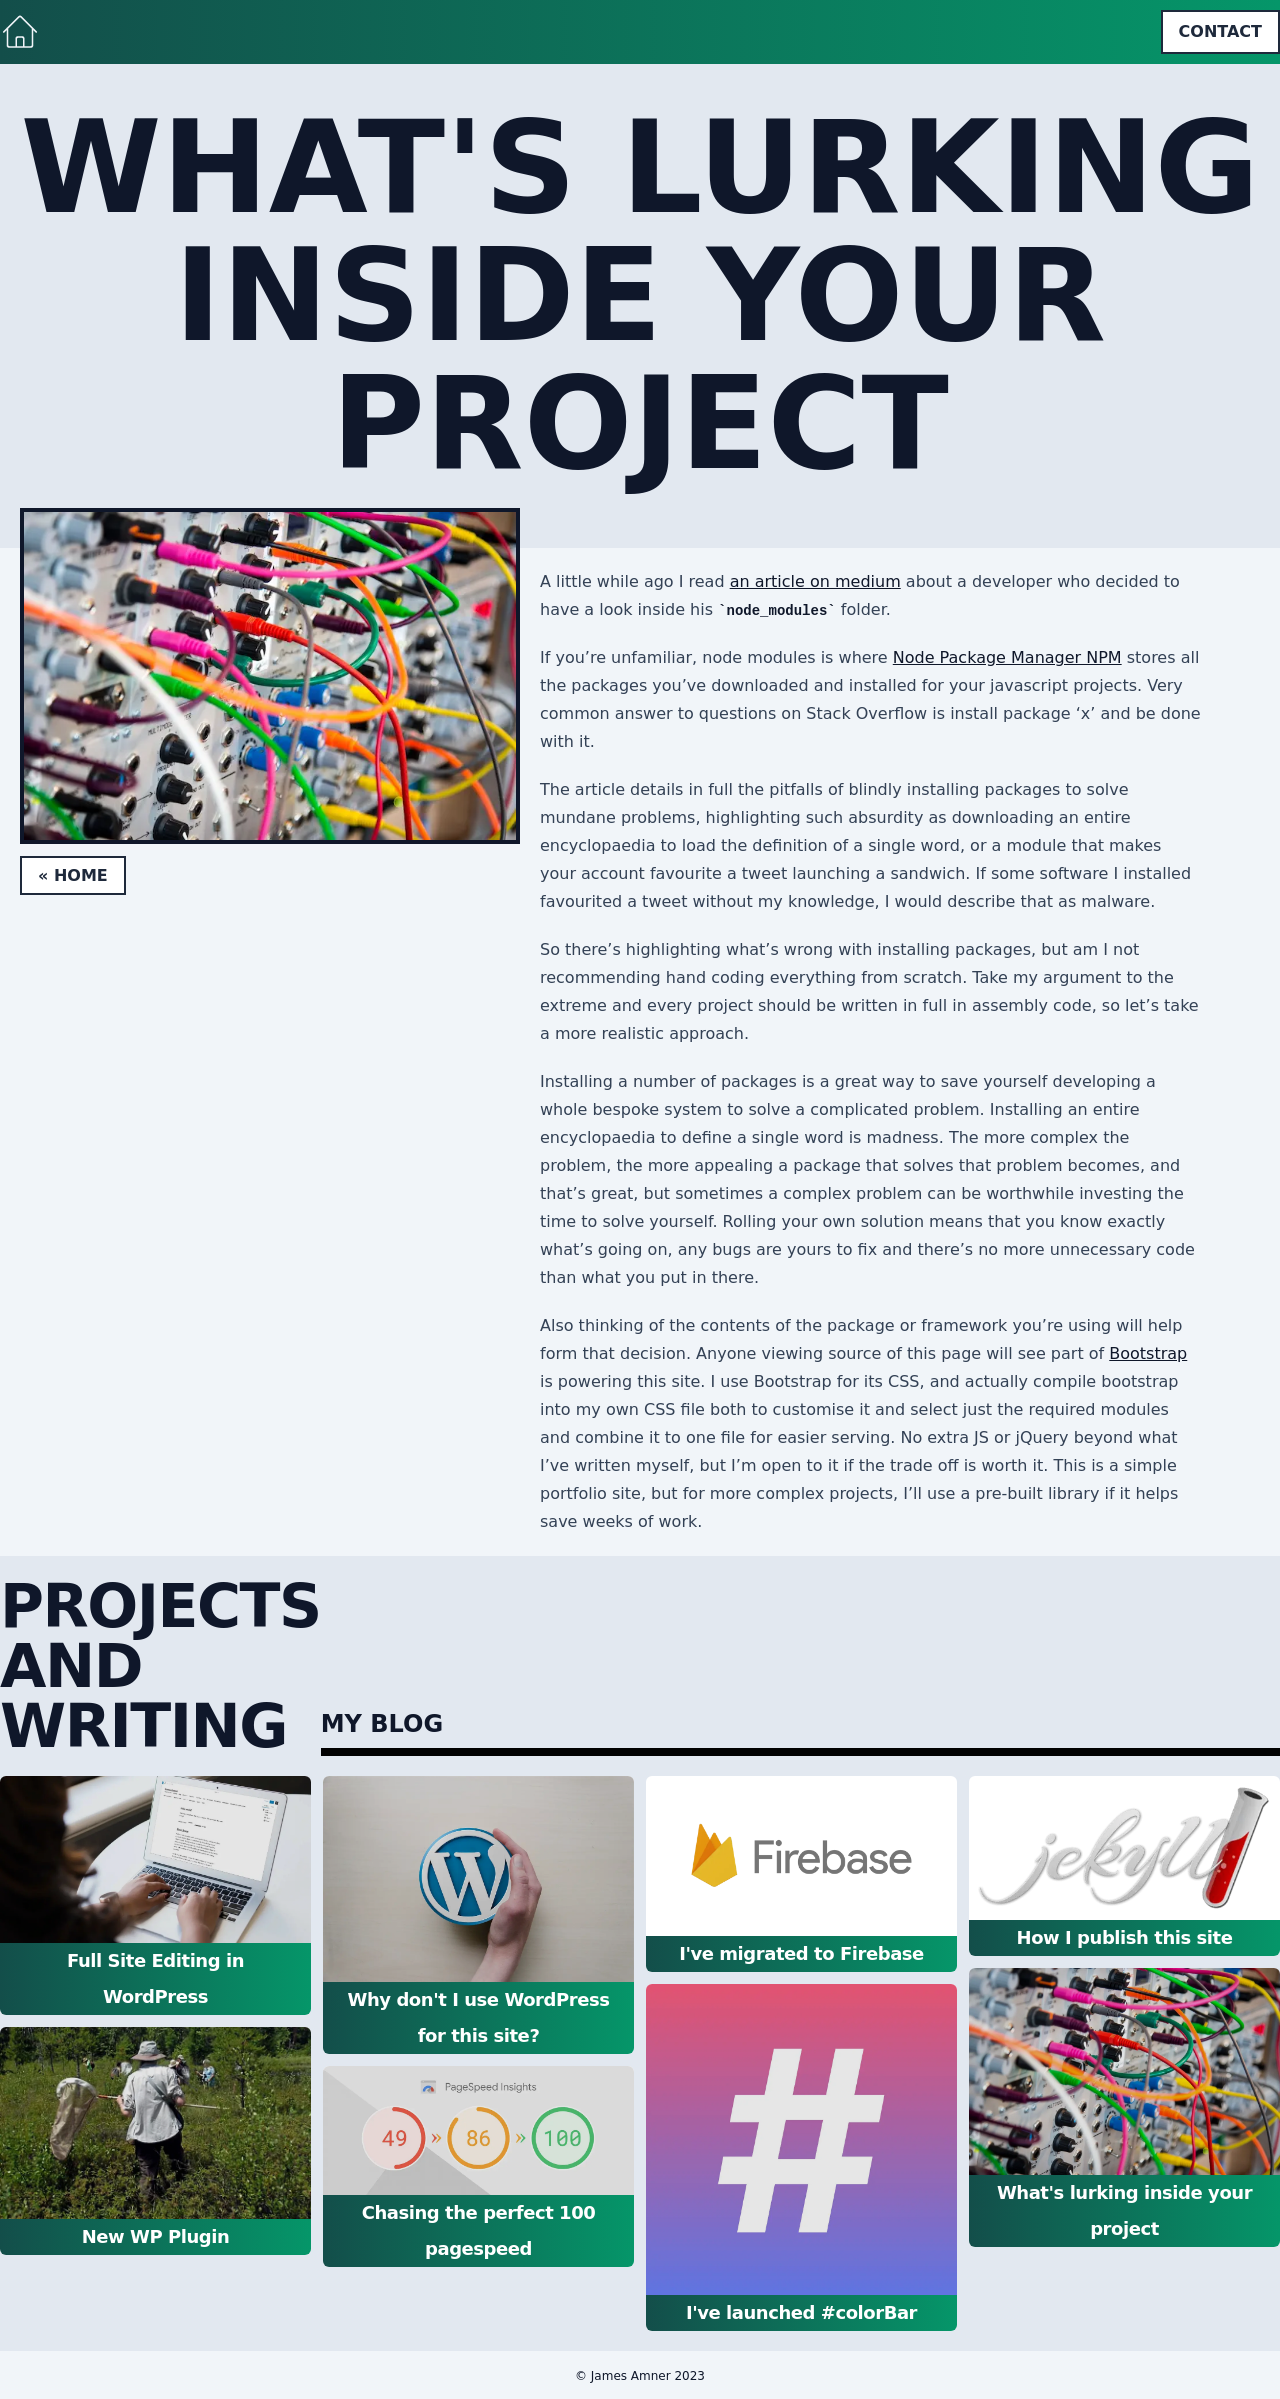 CONTACT
WHAT'S LURKING
INSIDE YOUR
PROJECT
A little while ago I read an article on medium about a developer who decided to
have a look inside his `node_modules` folder.
If you’re unfamiliar, node modules is where Node Package Manager NPM stores all
the packages you’ve downloaded and installed for your javascript projects. Very
common answer to questions on Stack Overflow is install package ‘x’ and be done
with it.
The article details in full the pitfalls of blindly installing packages to solve
mundane problems, highlighting such absurdity as downloading an entire
encyclopaedia to load the definition of a single word, or a module that makes
your account favourite a tweet launching a sandwich. If some software I installed
favourited a tweet without my knowledge, I would describe that as malware.
« HOME
So there’s highlighting what’s wrong with installing packages, but am I not
recommending hand coding everything from scratch. Take my argument to the
extreme and every project should be written in full in assembly code, so let’s take
a more realistic approach.
Installing a number of packages is a great way to save yourself developing a
whole bespoke system to solve a complicated problem. Installing an entire
encyclopaedia to define a single word is madness. The more complex the
problem, the more appealing a package that solves that problem becomes, and
that’s great, but sometimes a complex problem can be worthwhile investing the
time to solve yourself. Rolling your own solution means that you know exactly
what’s going on, any bugs are yours to fix and there’s no more unnecessary code
than what you put in there.
Also thinking of the contents of the package or framework you’re using will help
form that decision. Anyone viewing source of this page will see part of Bootstrap
is powering this site. I use Bootstrap for its CSS, and actually compile bootstrap
into my own CSS file both to customise it and select just the required modules
and combine it to one file for easier serving. No extra JS or jQuery beyond what
I’ve written myself, but I’m open to it if the trade off is worth it. This is a simple
portfolio site, but for more complex projects, I’ll use a pre-built library if it helps
save weeks of work.
PROJECTS
AND
WRITING
MY BLOG
Full Site Editing in
WordPress
New WP Plugin
W
Why don't I use WordPress
for this site?
PageSpeed Insights
49 » 86 » 100
Chasing the perfect 100
pagespeed
Firebase
I've migrated to Firebase
#
I've launched #colorBar
jekyll
How I publish this site
What's lurking inside your
project
© James Amner 2023